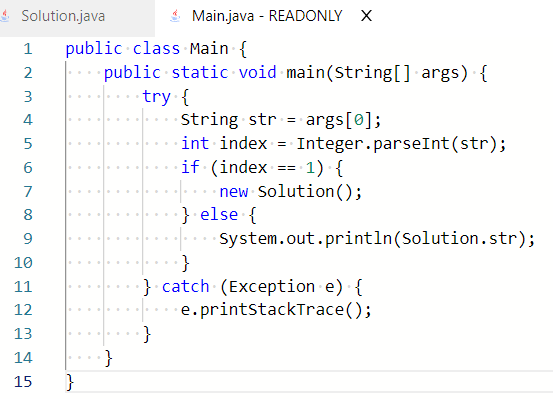 Solution.java Main.java - READONLY X
1 public class Main {
2     public static void main(String[] args) {
3         try {
4             String str = args[0];
5             int index = Integer.parseInt(str);
6             if (index == 1) {
7                 new Solution();
8             } else {
9                 System.out.println(Solution.str);
10             }
11         } catch (Exception e) {
12             e.printStackTrace();
13         }
14     }
15 }